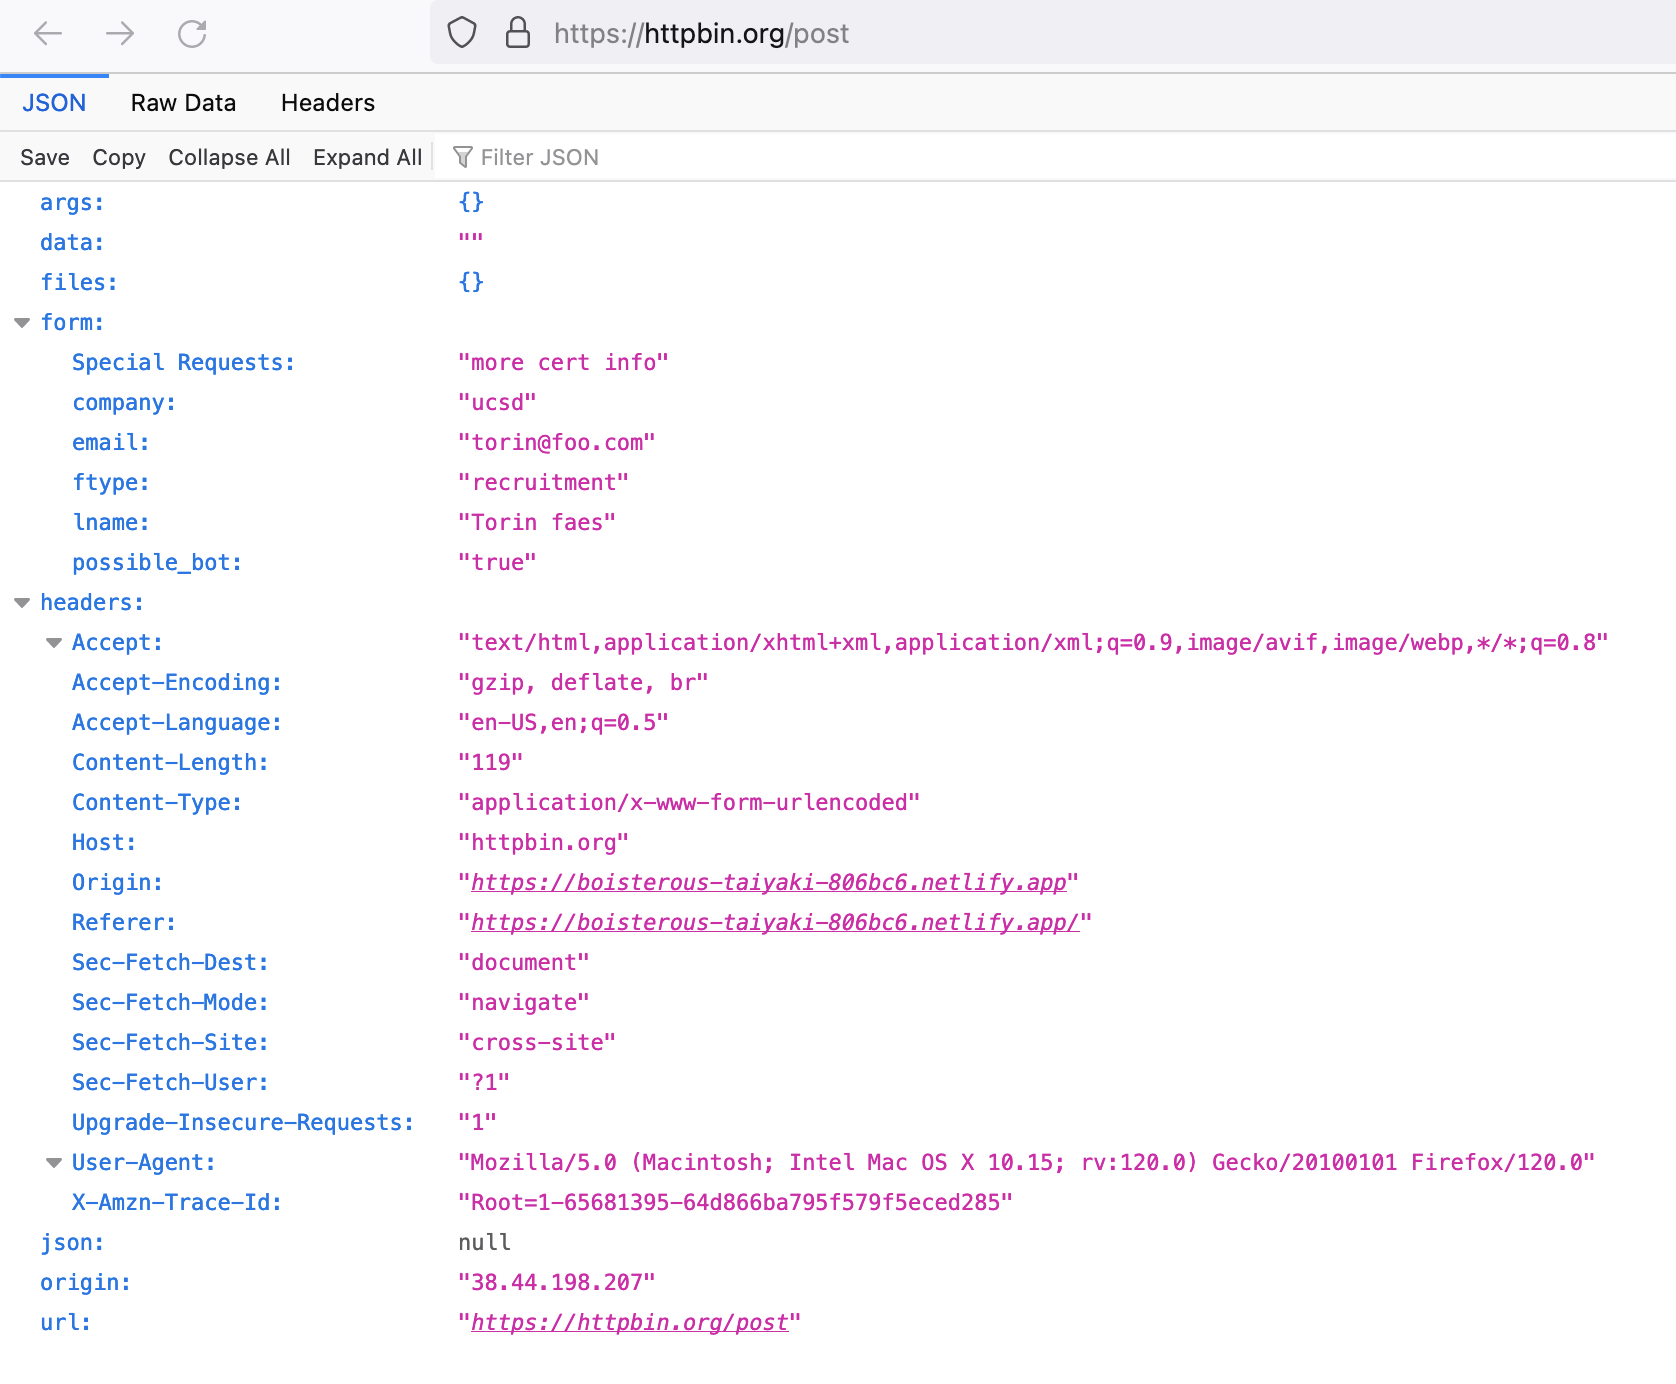 https://httpbin.org/post
JSON Raw Data Headers
Save Copy Collapse All Expand All Filter JSON
args: {}
data: ""
files: {}
form:
Special Requests: "more cert info"
company: "ucsd"
email: "torin@foo.com"
ftype: "recruitment"
lname: "Torin faes"
possible_bot: "true"
headers:
Accept: "text/html,application/xhtml+xml,application/xml;q=0.9,image/avif,image/webp,*/*;q=0.8"
Accept-Encoding: "gzip, deflate, br"
Accept-Language: "en-US,en;q=0.5"
Content-Length: "119"
Content-Type: "application/x-www-form-urlencoded"
Host: "httpbin.org"
Origin: "https://boisterous-taiyaki-806bc6.netlify.app"
Referer: "https://boisterous-taiyaki-806bc6.netlify.app/"
Sec-Fetch-Dest: "document"
Sec-Fetch-Mode: "navigate"
Sec-Fetch-Site: "cross-site"
Sec-Fetch-User: "?1"
Upgrade-Insecure-Requests: "1"
User-Agent: "Mozilla/5.0 (Macintosh; Intel Mac OS X 10.15; rv:120.0) Gecko/20100101 Firefox/120.0"
X-Amzn-Trace-Id: "Root=1-65681395-64d866ba795f579f5eced285"
json: null
origin: "38.44.198.207"
url: "https://httpbin.org/post"